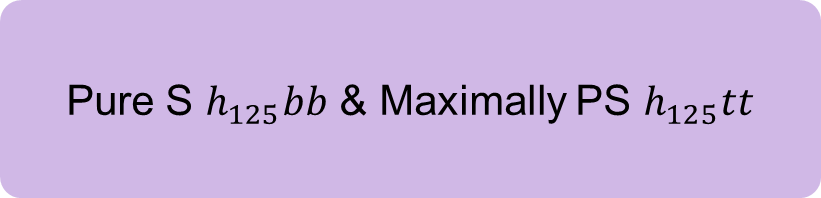 Pure S h₁₂₅bb & Maximally PS h₁₂₅tt